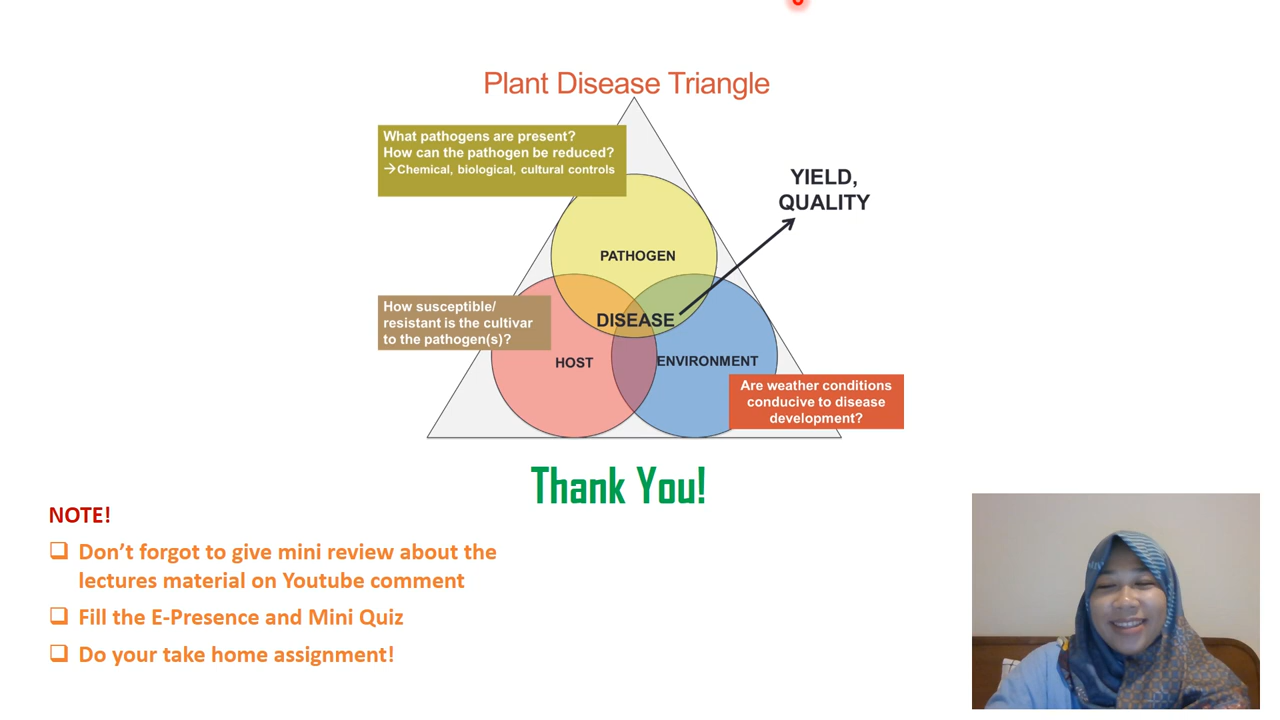 Plant Disease Triangle
What pathogens are present?
How can the pathogen be reduced?
→Chemical, biological, cultural controls
YIELD,
QUALITY
PATHOGEN
How susceptible/
resistant is the cultivar
to the pathogen(s)?
DISEASE
HOST
ENVIRONMENT
Are weather conditions
conducive to disease
development?
Thank You!
NOTE!
❑ Don’t forgot to give mini review about the
lectures material on Youtube comment
❑ Fill the E-Presence and Mini Quiz
❑ Do your take home assignment!